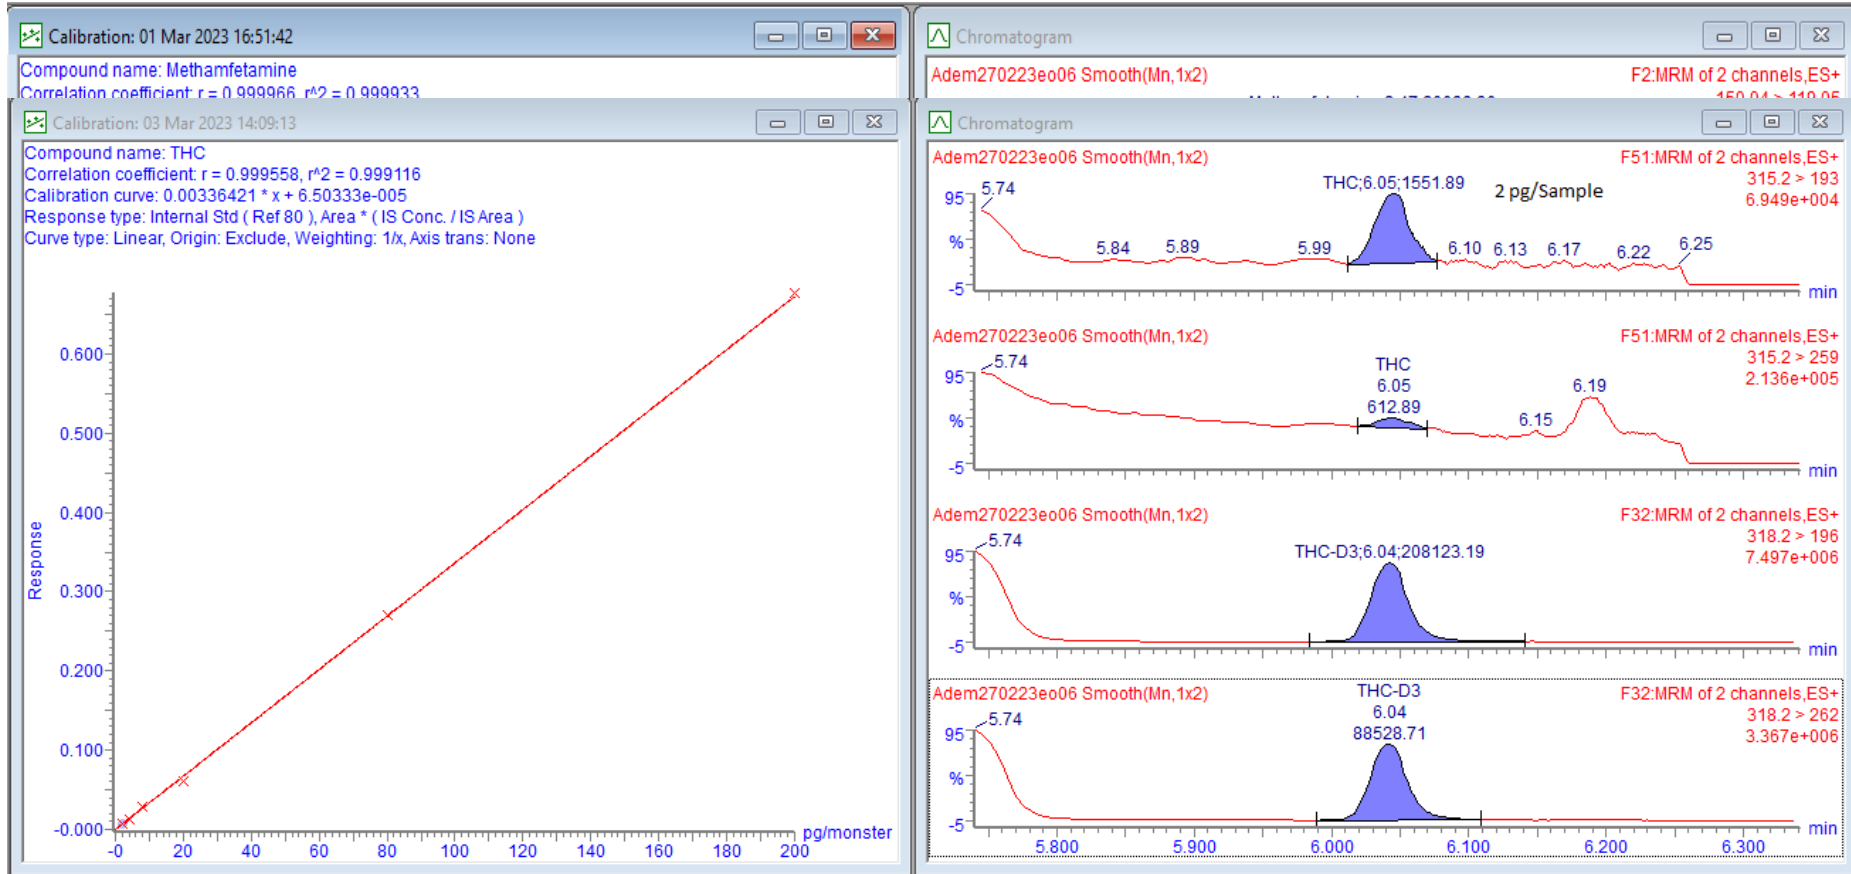 Calibration: 01 Mar 2023 16:51:42
Compound name: Methamfetamine
Correlation coefficient: r = 0.999966, r^2 = 0.999933
Calibration: 03 Mar 2023 14:09:13
Compound name: THC
Correlation coefficient: r = 0.999558, r^2 = 0.999116
Calibration curve: 0.00336421 * x + 6.50333e-005
Response type: Internal Std ( Ref 80 ), Area * ( IS Conc. / IS Area )
Curve type: Linear, Origin: Exclude, Weighting: 1/x, Axis trans: None
Response
0.600
0.500
0.400
0.300
0.200
0.100
-0.000
pg/monster
-0 20 40 60 80 100 120 140 160 180 200
Chromatogram
Adem270223eo06 Smooth(Mn,1x2)
F2:MRM of 2 channels,ES+
Chromatogram
Adem270223eo06 Smooth(Mn,1x2)
F51:MRM of 2 channels,ES+
315.2 > 193
6.949e+004
THC;6.05;1551.89
2 pg/Sample
95
%
-5
5.74
5.84
5.89
5.99
6.10
6.13
6.17
6.22
6.25
min
Adem270223eo06 Smooth(Mn,1x2)
F51:MRM of 2 channels,ES+
315.2 > 259
2.136e+005
THC
6.05
612.89
95
%
-5
5.74
6.15
6.19
min
Adem270223eo06 Smooth(Mn,1x2)
F32:MRM of 2 channels,ES+
318.2 > 196
7.497e+006
THC-D3;6.04;208123.19
95
%
-5
5.74
min
Adem270223eo06 Smooth(Mn,1x2)
F32:MRM of 2 channels,ES+
318.2 > 262
3.367e+006
THC-D3
6.04
88528.71
95
%
-5
5.74
min
5.800 5.900 6.000 6.100 6.200 6.300